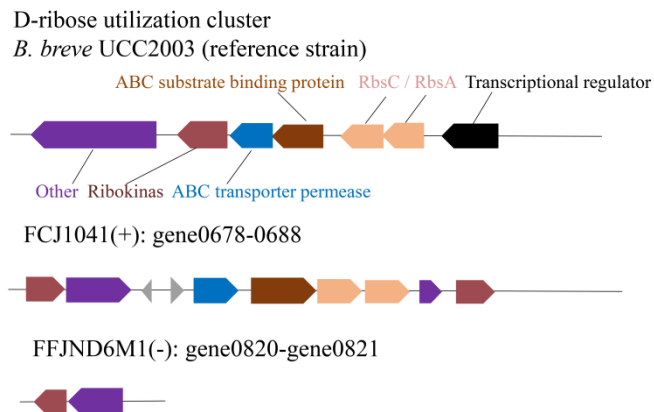 D-ribose utilization cluster
B. breve UCC2003 (reference strain)
ABC substrate binding protein RbsC / RbsA Transcriptional regulator
Other Ribokinas ABC transporter permease
FCJ1041(+): gene0678-0688
FFJND6M1(-): gene0820-gene0821